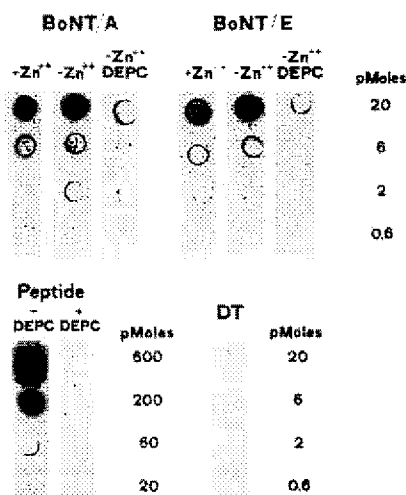 BoNT/A BoNT/E
-Zn++ -Zn++
+Zn++ -Zn++ DEPC +Zn++ -Zn++ DEPC pMoles
20
6
2
0.6
Peptide
- +
DEPC DEPC pMoles DT pMoles
600 20
200 6
60 2
20 0.6